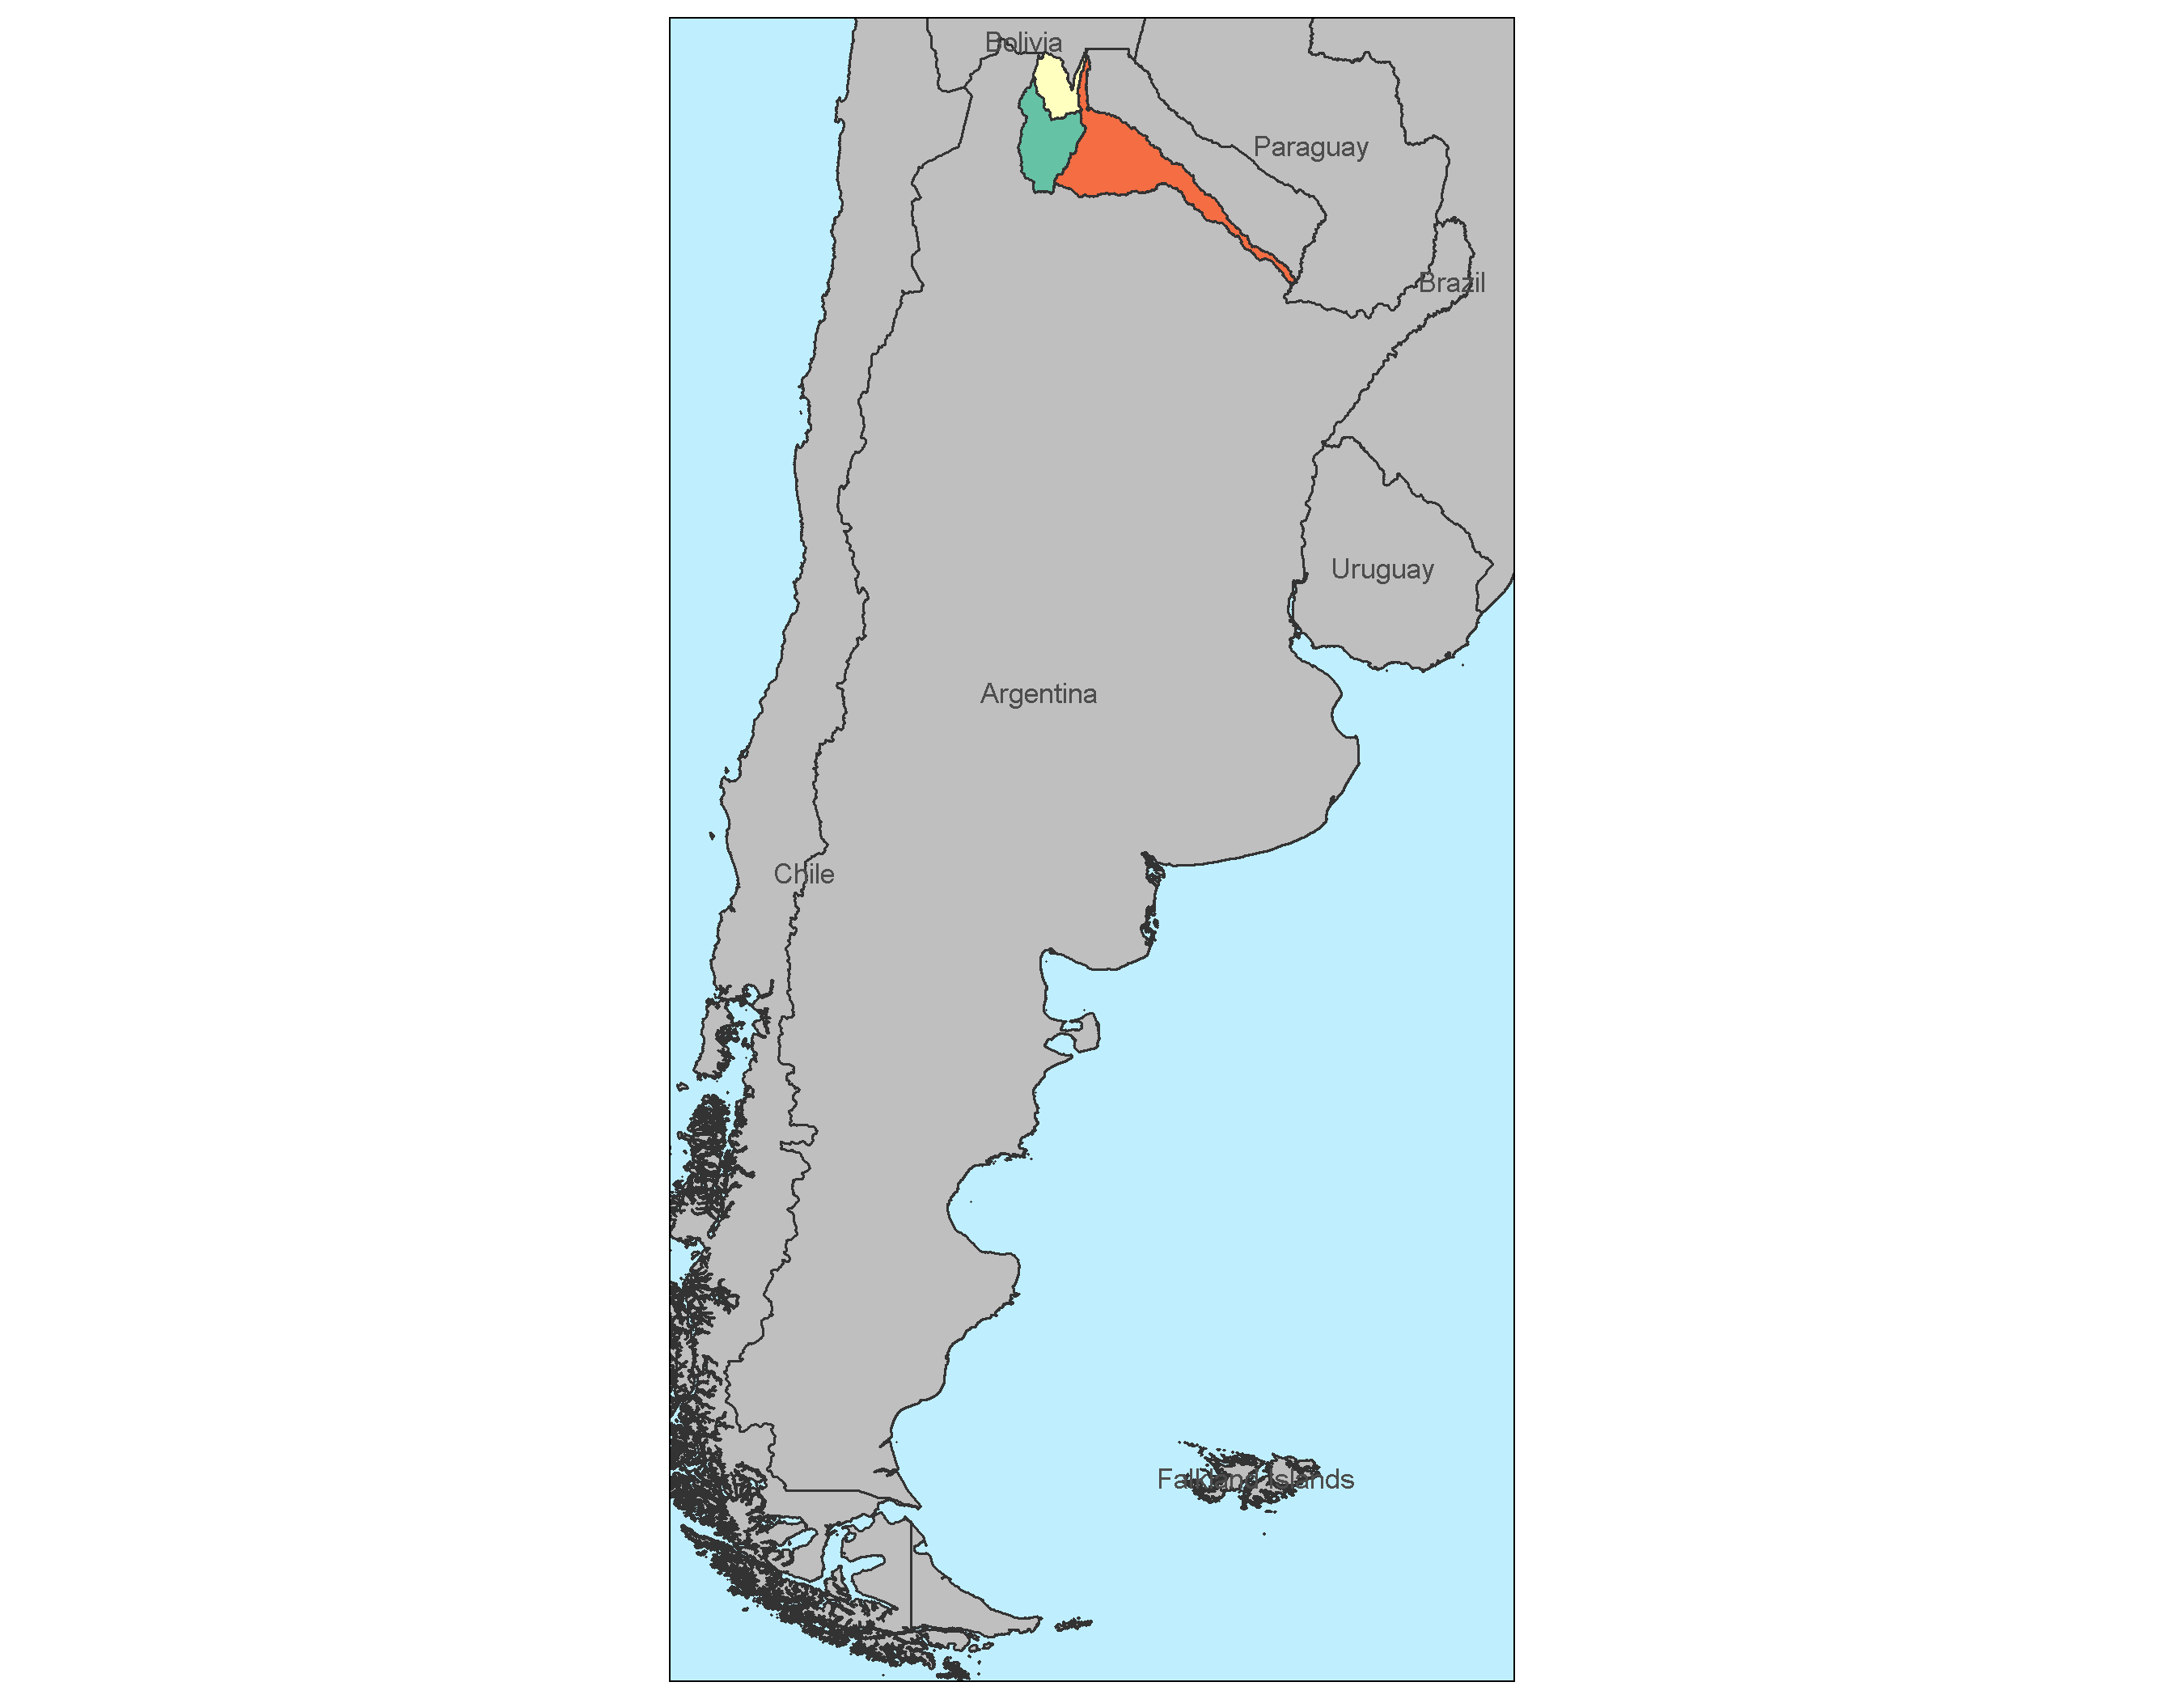 Bolivia
Paraguay
Brazil
Uruguay
Argentina
Chile
Falkland Islands